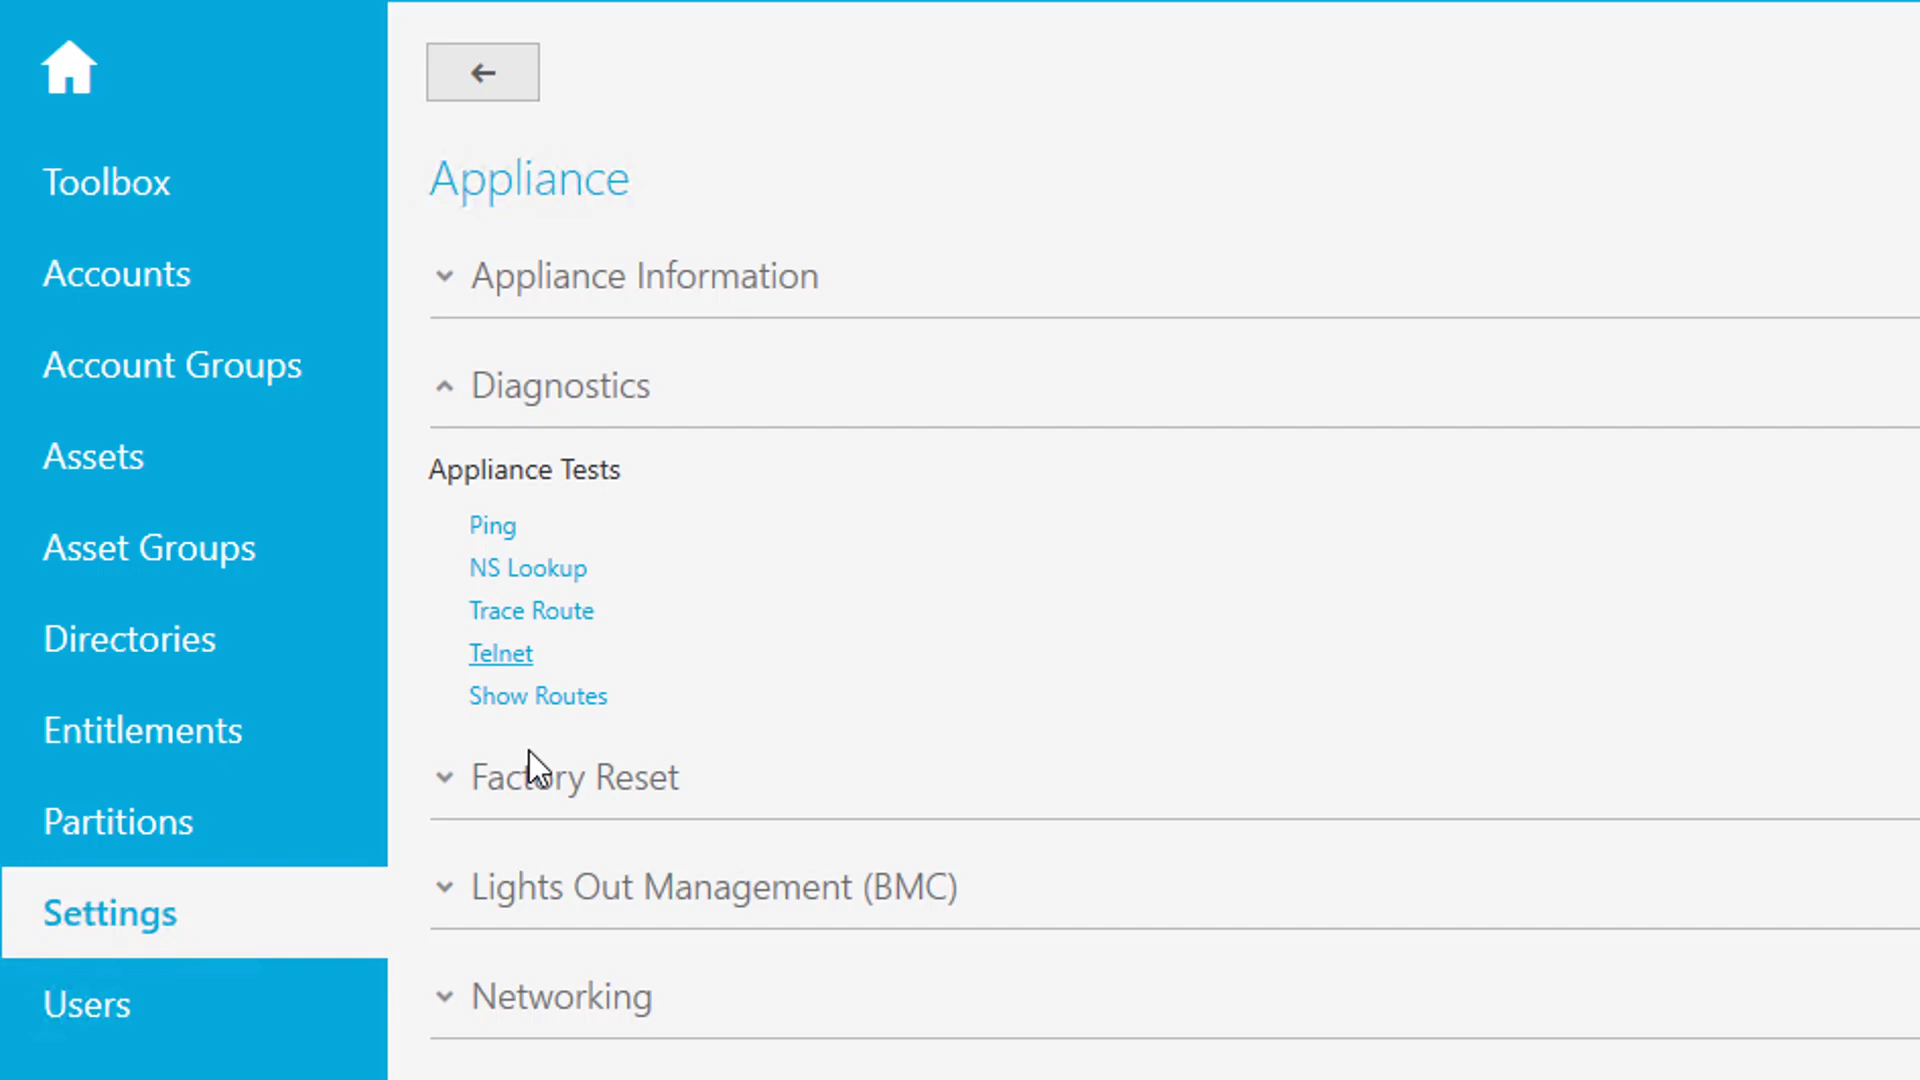 Toolbox
Accounts
Account Groups
Assets
Asset Groups
Directories
Entitlements
Partitions
Settings
Users
Appliance
Appliance Information
Diagnostics
Appliance Tests
Ping
NS Lookup
Trace Route
Telnet
Show Routes
Factory Reset
Lights Out Management (BMC)
Networking